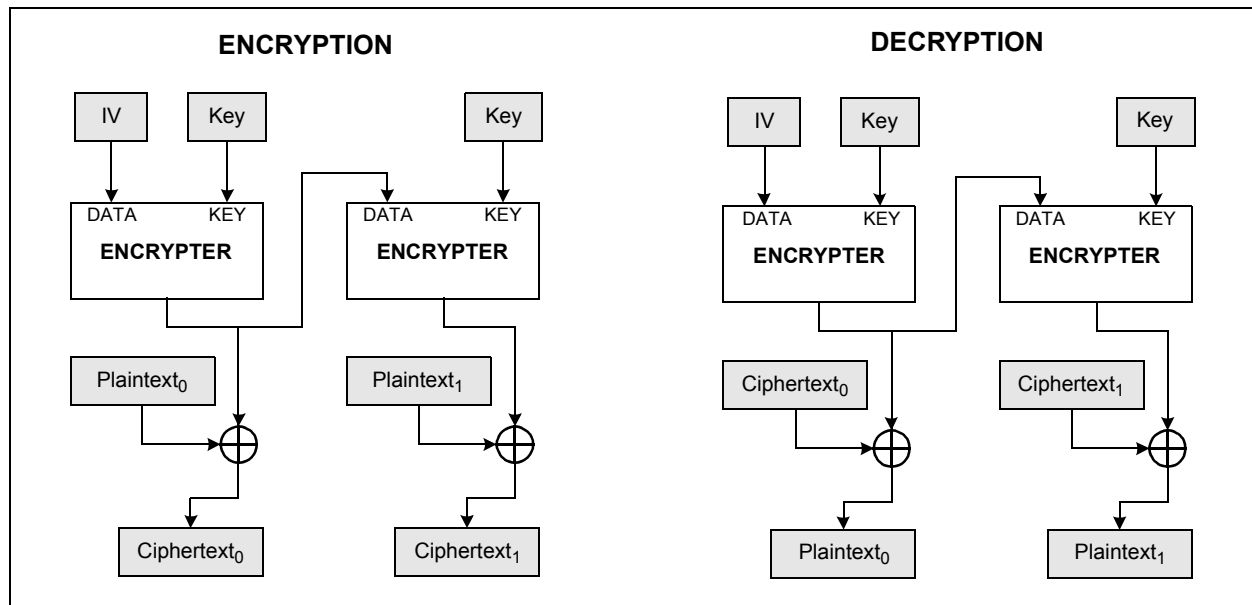 ENCRYPTION
IV
Key
Key
DATA
KEY
ENCRYPTER
DATA
KEY
ENCRYPTER
Plaintext0
Plaintext1
Ciphertext0
Ciphertext1
DECRYPTION
IV
Key
Key
DATA
KEY
ENCRYPTER
DATA
KEY
ENCRYPTER
Ciphertext0
Ciphertext1
Plaintext0
Plaintext1